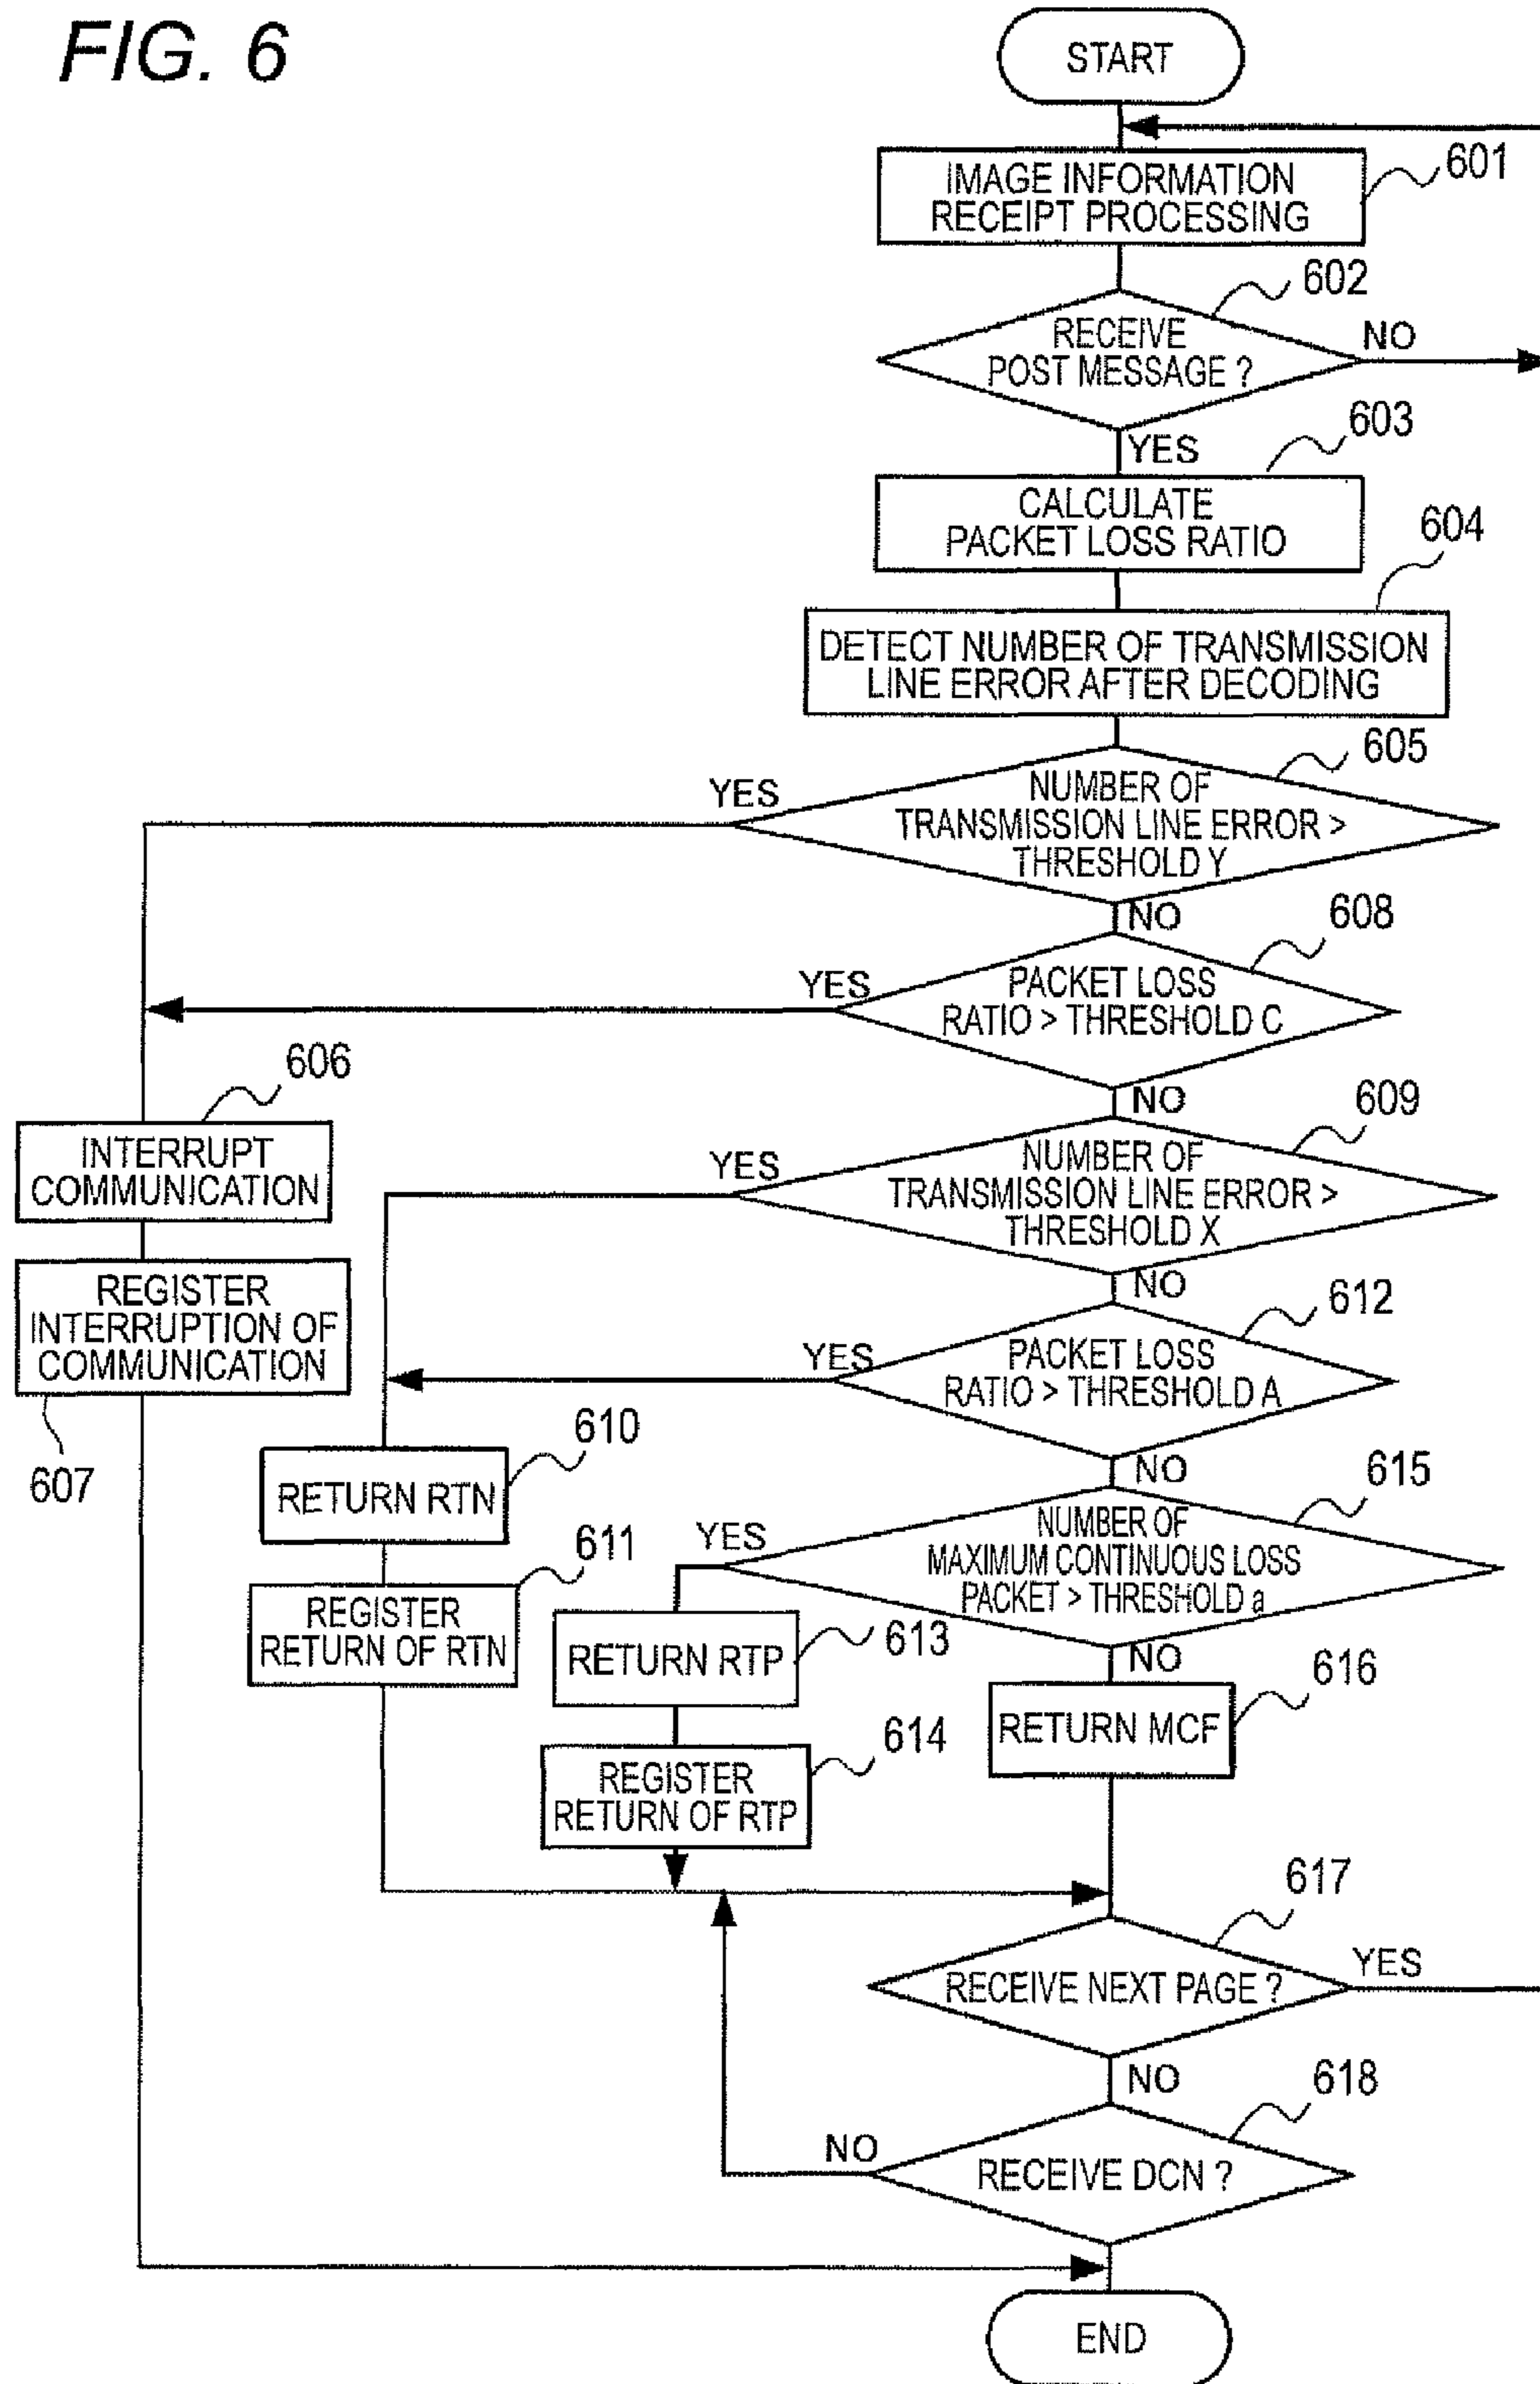 FIG. 6
START
IMAGE INFORMATION
RECEIPT PROCESSING
601
602
RECEIVE
POST MESSAGE ?
NO
YES
603
CALCULATE
PACKET LOSS RATIO
604
DETECT NUMBER OF TRANSMISSION
LINE ERROR AFTER DECODING
605
YES
NUMBER OF
TRANSMISSION LINE ERROR >
THRESHOLD Y
NO
608
YES
PACKET LOSS
RATIO > THRESHOLD C
NO
606
INTERRUPT
COMMUNICATION
609
YES
NUMBER OF
TRANSMISSION LINE ERROR >
THRESHOLD X
NO
REGISTER
INTERRUPTION OF
COMMUNICATION
607
612
YES
PACKET LOSS
RATIO > THRESHOLD A
NO
610
RETURN RTN
615
YES
NUMBER OF
MAXIMUM CONTINUOUS LOSS
PACKET > THRESHOLD a
NO
611
REGISTER
RETURN OF RTN
613
RETURN RTP
616
RETURN MCF
614
REGISTER
RETURN OF RTP
617
RECEIVE NEXT PAGE ?
YES
NO
618
NO
RECEIVE DCN ?
END